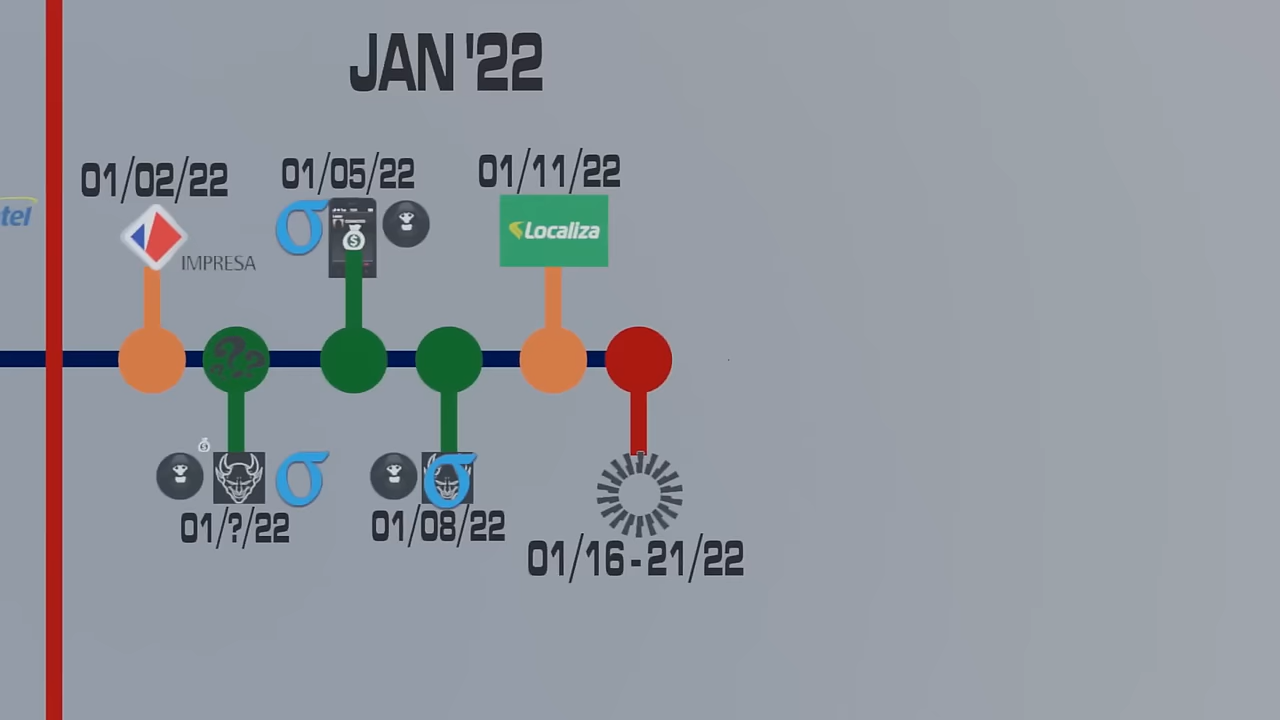 JAN '22
01/02/22
01/05/22
01/11/22
tel
Localiza
IMPRESA
???
01/?/22
01/08/22
01/16-21/22